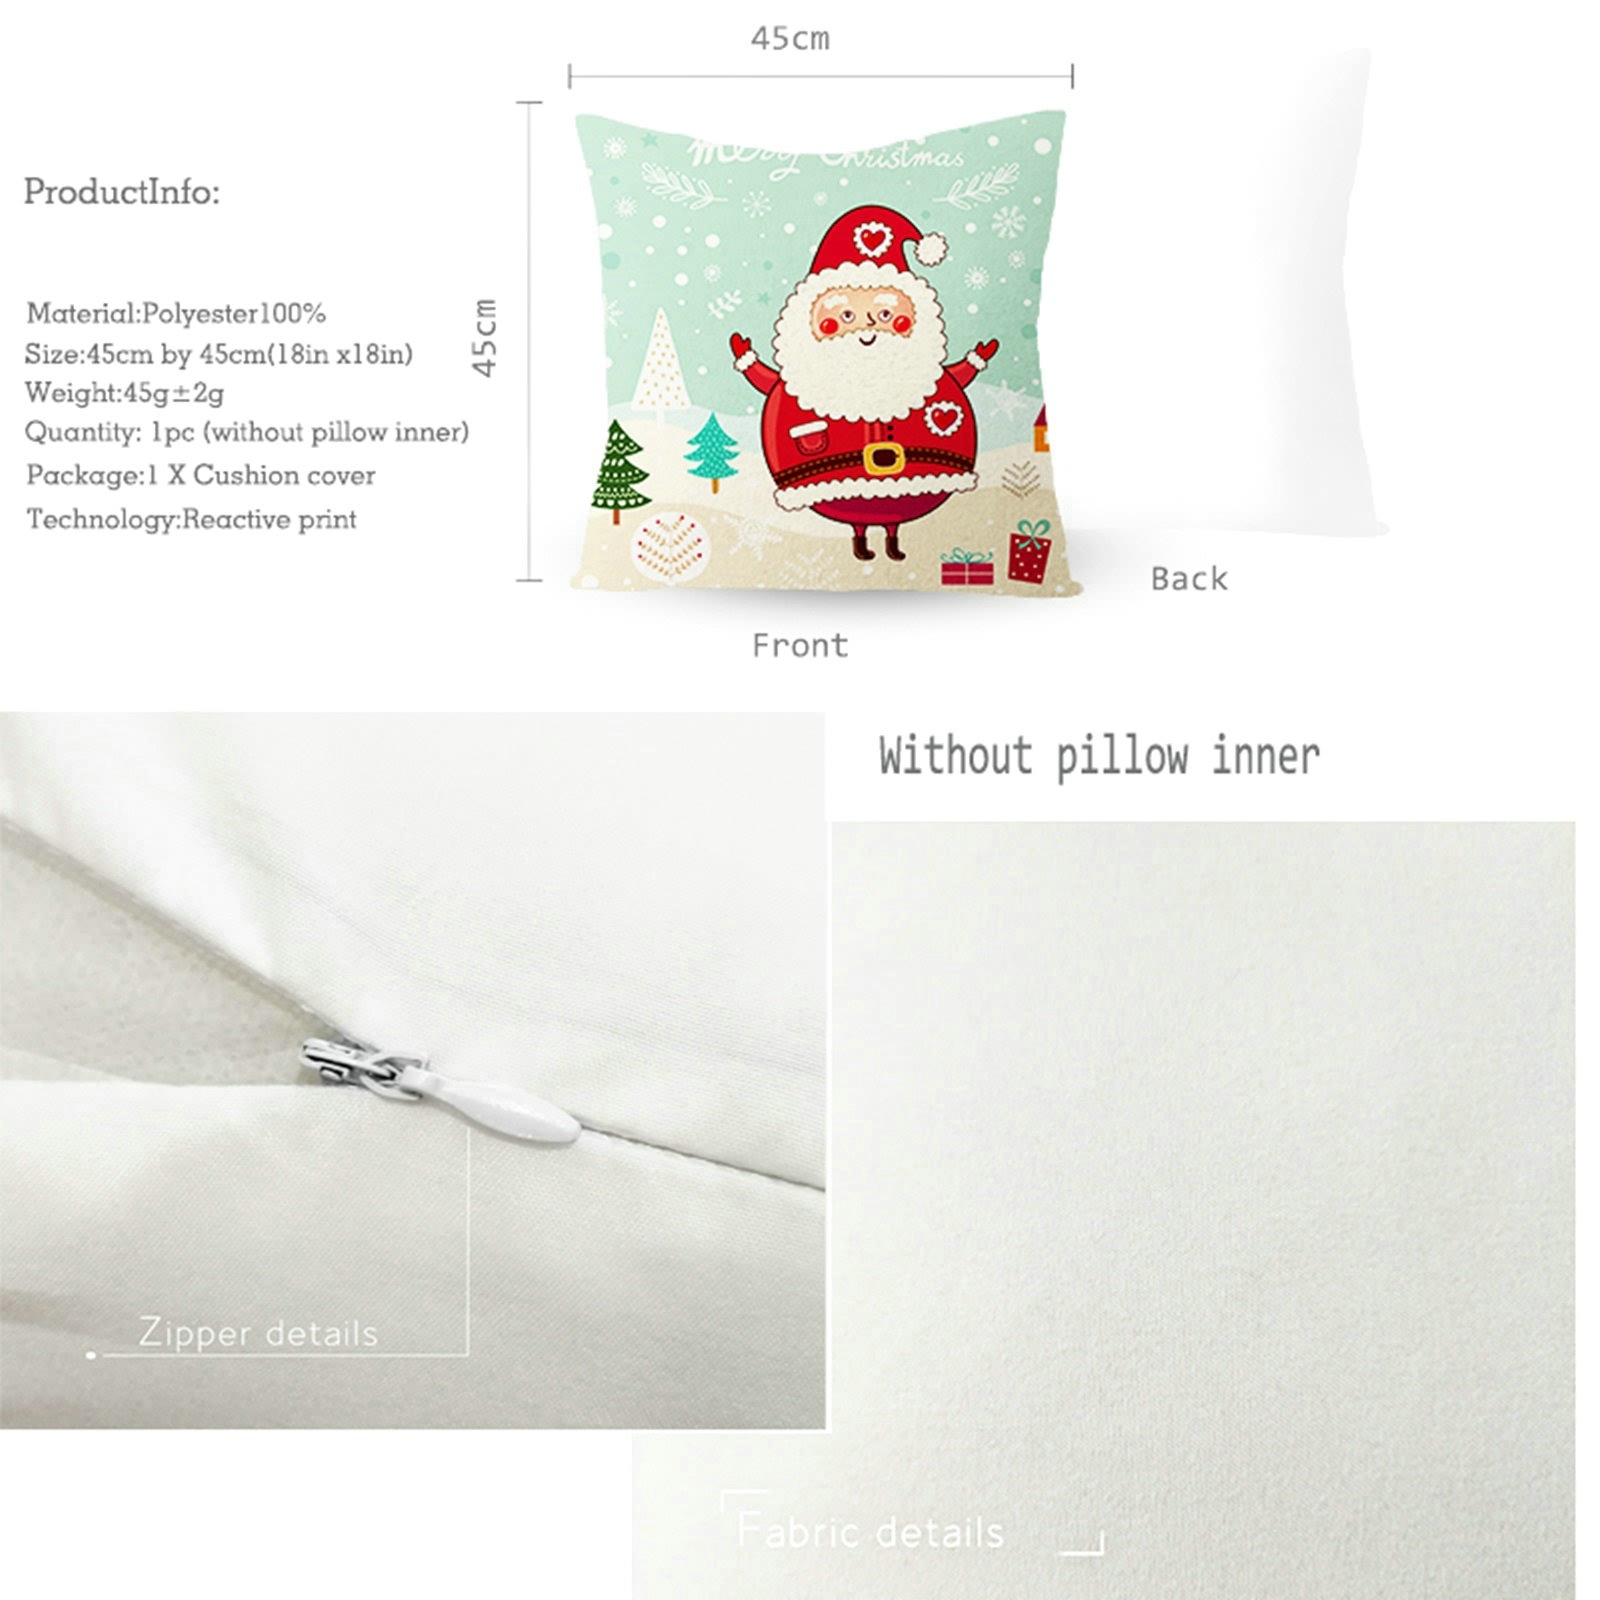 45cm
ProductInfo:
45cm
Material:Polyester100%
Size:45cm by 45cm(18in x18in)
Weight:45g±2g
Quantity: 1pc (without pillow inner)
Package:1 X Cushion cover
Technology:Reactive print
Merry Christmas
Back
Front
Without pillow inner
Zipper details
Fabric details